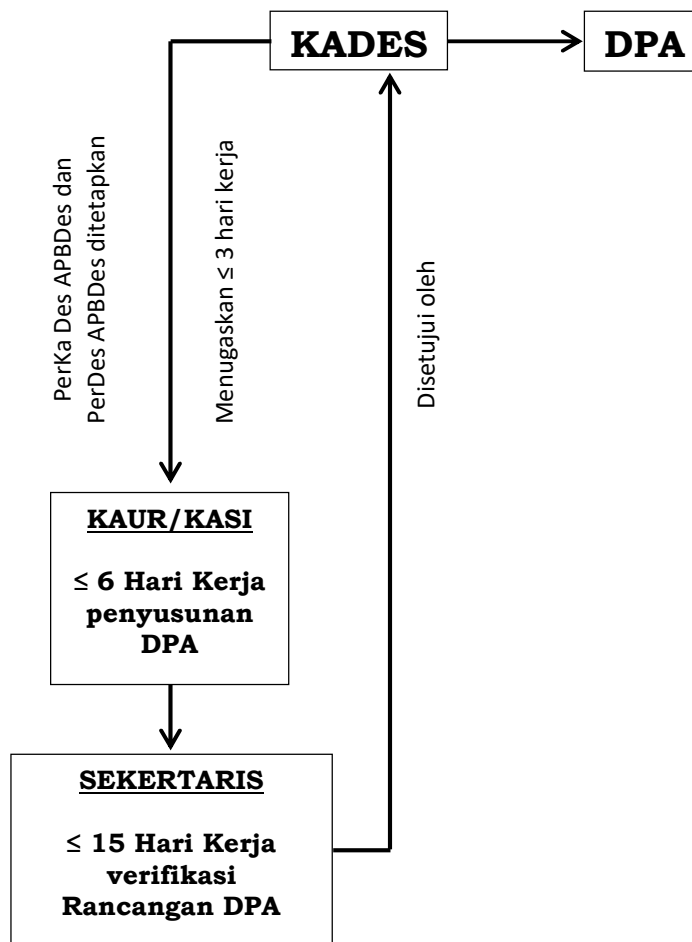 KADES
DPA
PerKa Des APBDes dan
PerDes APBDes ditetapkan
Menugaskan ≤ 3 hari kerja
Disetujui oleh
KAUR/KASI
≤ 6 Hari Kerja
penyusunan
DPA
SEKERTARIS
≤ 15 Hari Kerja
verifikasi
Rancangan DPA